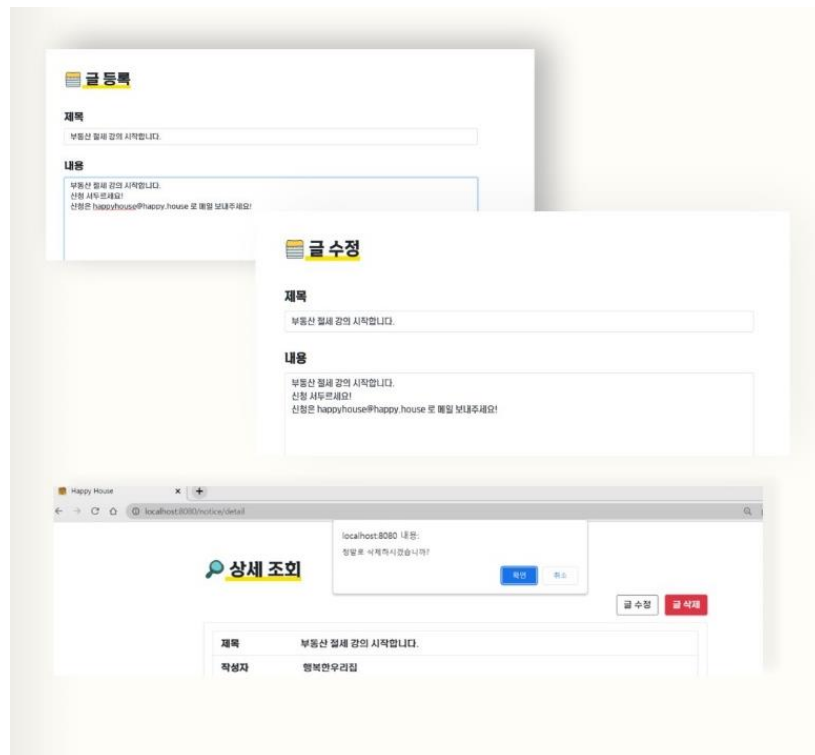 글 등록
제목
부동산 절세 강의 시작합니다.
내용
부동산 절세 강의 시작합니다.
신청 서두르세요!
신청은 happyhouse@happy.house 로 메일 보내주세요!
글 수정
제목
부동산 절세 강의 시작합니다.
내용
부동산 절세 강의 시작합니다.
신청 서두르세요!
신청은 happyhouse@happy.house 로 메일 보내주세요!
Happy House
localhost:8080/notice/detail
localhost:8080 내용:
정말로 삭제하시겠습니까?
확인 취소
상세 조회
글 수정 글 삭제
제목 부동산 절세 강의 시작합니다.
작성자 행복한우리집